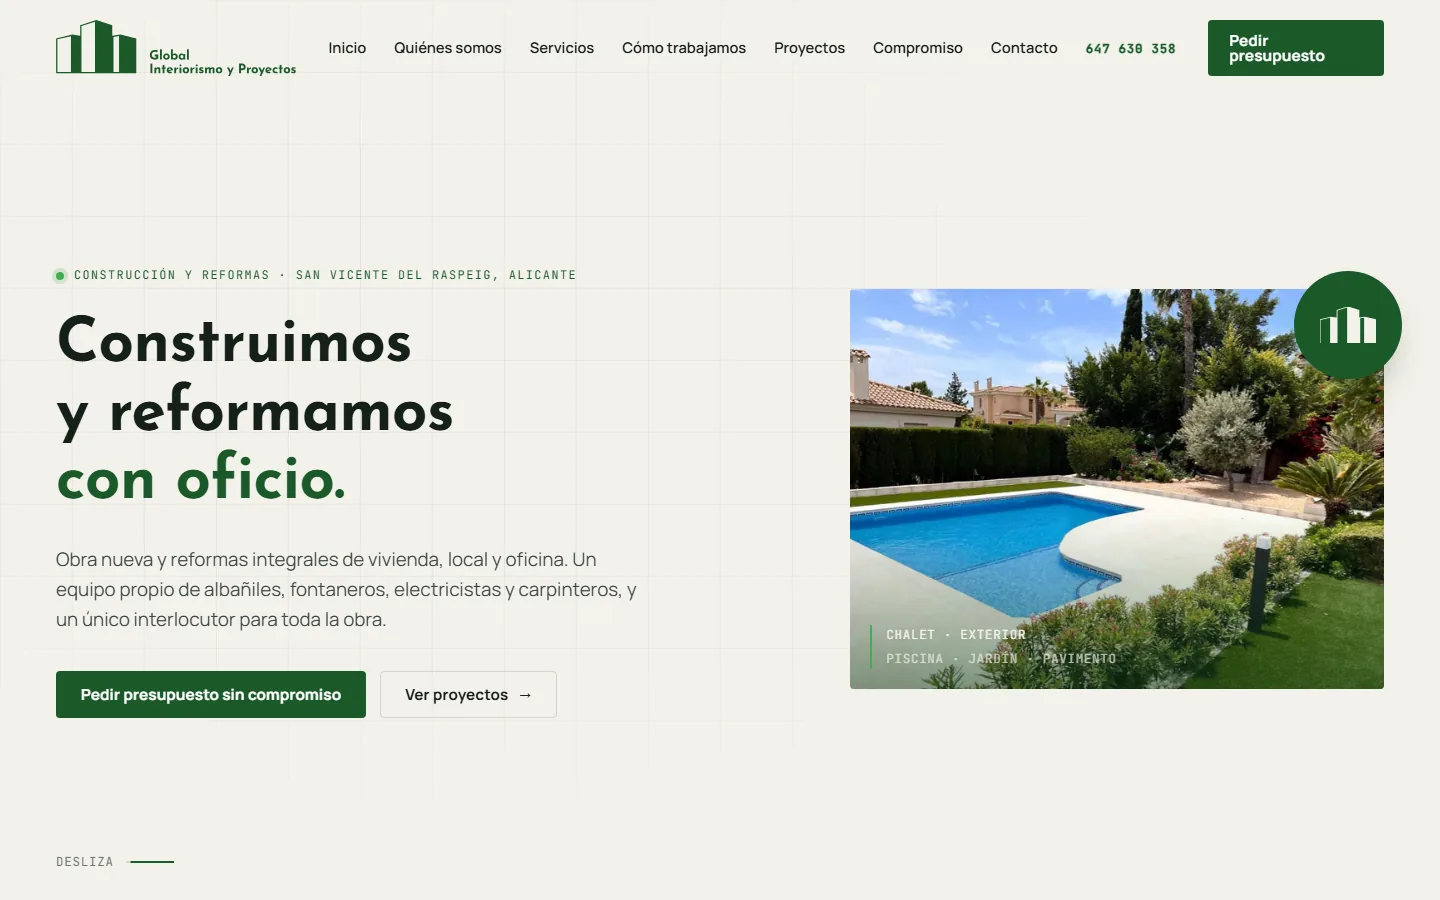 Global
Interiorismo y Proyectos
Inicio
Quiénes somos
Servicios
Cómo trabajamos
Proyectos
Compromiso
Contacto
647 630 358
Pedir
presupuesto
CONSTRUCCIÓN Y REFORMAS · SAN VICENTE DEL RASPEIG, ALICANTE
Construimos
y reformamos
con oficio.
Obra nueva y reformas integrales de vivienda, local y oficina. Un
equipo propio de albañiles, fontaneros, electricistas y carpinteros, y
un único interlocutor para toda la obra.
Pedir presupuesto sin compromiso
Ver proyectos →
CHALET · EXTERIOR
PISCINA · JARDÍN · PAVIMENTO
DESLIZA